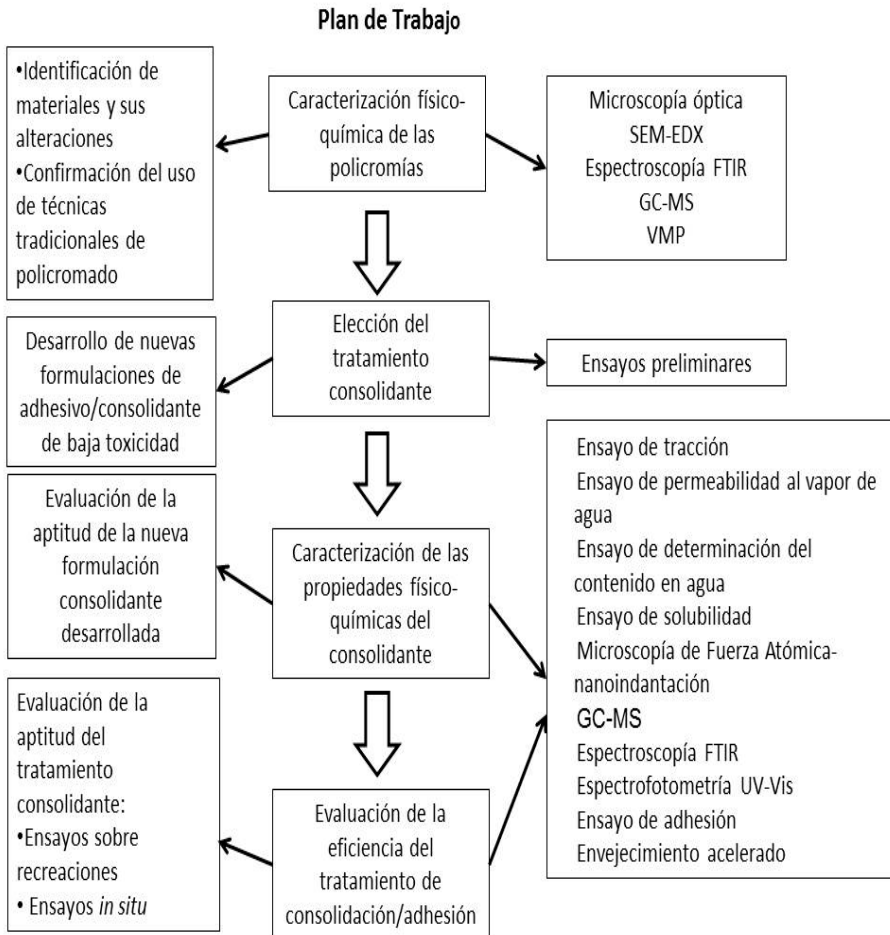 Plan de Trabajo
•Identificación de
materiales y sus
alteraciones
•Confirmación del uso
de técnicas
tradicionales de
policromado
Caracterización físico-
química de las
policromías
Microscopía óptica
SEM-EDX
Espectroscopía FTIR
GC-MS
VMP
Desarrollo de nuevas
formulaciones de
adhesivo/consolidante
de baja toxicidad
Elección del
tratamiento
consolidante
Ensayos preliminares
Evaluación de la
aptitud de la nueva
formulación
consolidante
desarrollada
Caracterización de las
propiedades físico-
químicas del
consolidante
Ensayo de tracción
Ensayo de permeabilidad al vapor de
agua
Ensayo de determinación del
contenido en agua
Ensayo de solubilidad
Microscopía de Fuerza Atómica-
nanoindantación
GC-MS
Espectroscopía FTIR
Espectrofotometría UV-Vis
Ensayo de adhesión
Envejecimiento acelerado
Evaluación de la
aptitud del
tratamiento
consolidante:
•Ensayos sobre
recreaciones
• Ensayos in situ
Evaluación de la
eficiencia del
tratamiento de
consolidación/adhesión